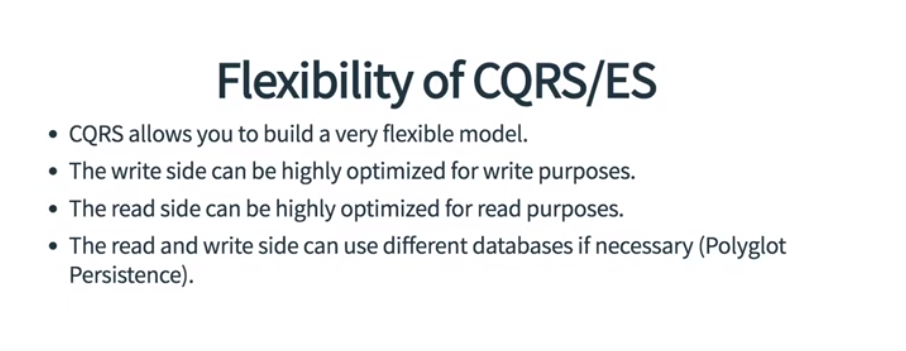 Flexibility of CQRS/ES
• CQRS allows you to build a very flexible model.
• The write side can be highly optimized for write purposes.
• The read side can be highly optimized for read purposes.
• The read and write side can use different databases if necessary (Polyglot
Persistence).